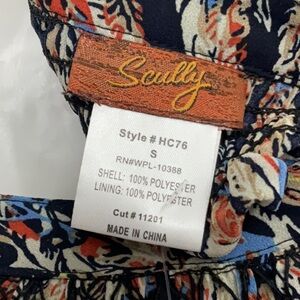 Scully
Style # HC76
S
RN#WPL-10388
SHELL: 100% POLYESTER
LINING: 100% POLYESTER
Cut # 11201
MADE IN CHINA